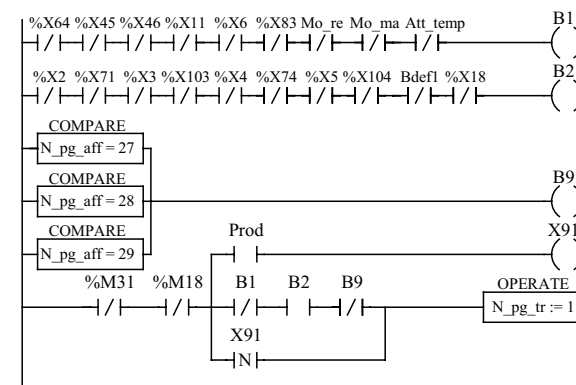 B1
%X64 %X45 %X46 %X11 %X6 %X83 Mo_re Mo_ma Att_temp
B2
%X2 %X71 %X3 %X103 %X4 %X74 %X5 %X104 Bdef1 %X18
COMPARE
N_pg_aff = 27
COMPARE
B9
N_pg_aff = 28
COMPARE
Prod X91
N_pg_aff = 29
%M31 %M18 B1 B2 B9 OPERATE
N_pg_tr := 1
X91
N